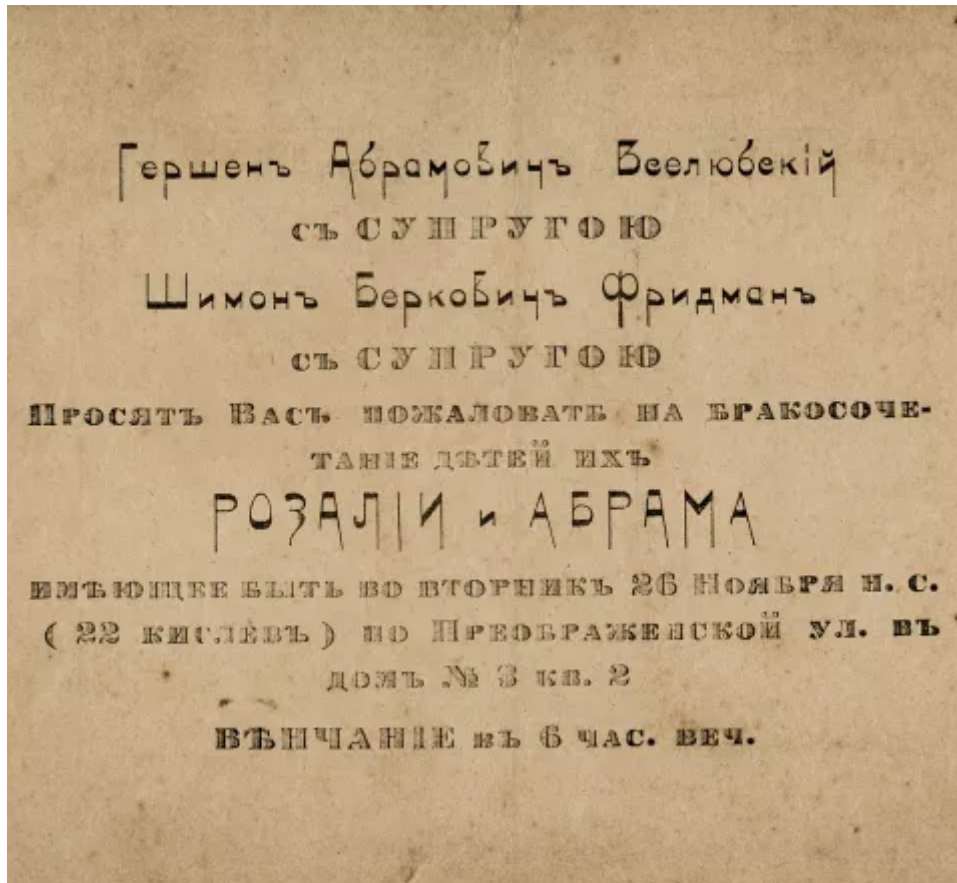 Гершенъ Абрамовичъ Вселюбскій
съ СУПРУГОЮ
Шимонъ Берковичъ Фридманъ
съ СУПРУГОЮ
Просятъ Васъ пожаловать на бракосоче-
таніе дѣтей ихъ
РОЗАЛІИ и АБРАМА
имѣющее быть во вторникъ 26 Ноября н. с.
( 22 кислевъ ) по Преображенской ул. въ
домѣ № 3 кв. 2
ВѢНЧАНІЕ въ 6 час. веч.